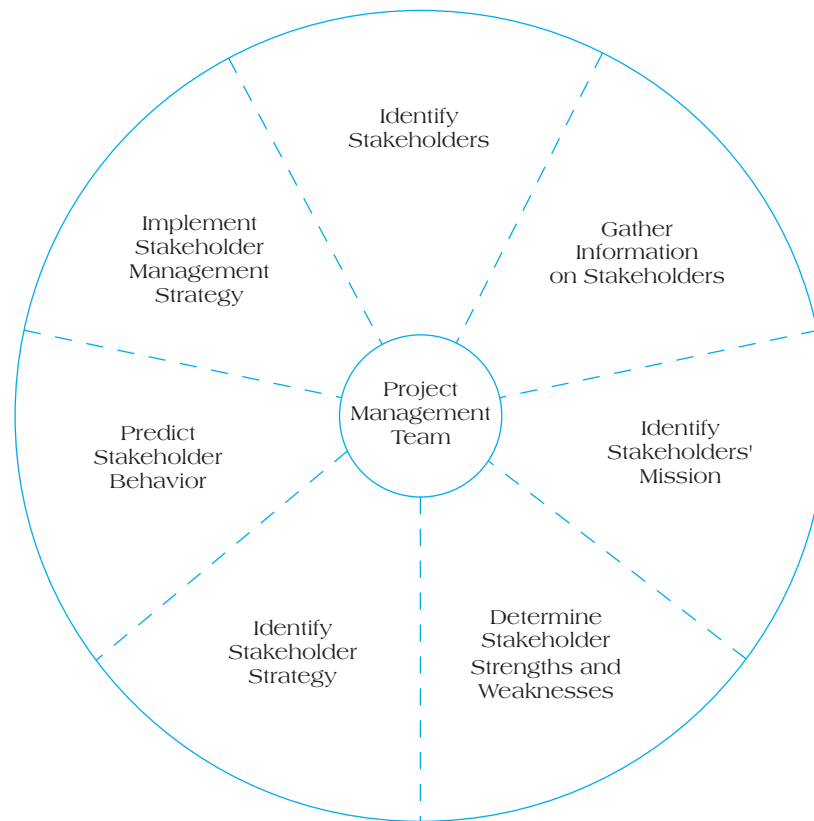 Identify
Stakeholders
Gather
Information
on Stakeholders
Identify
Stakeholders'
Mission
Determine
Stakeholder
Strengths and
Weaknesses
Identify
Stakeholder
Strategy
Predict
Stakeholder
Behavior
Implement
Stakeholder
Management
Strategy
Project
Management
Team